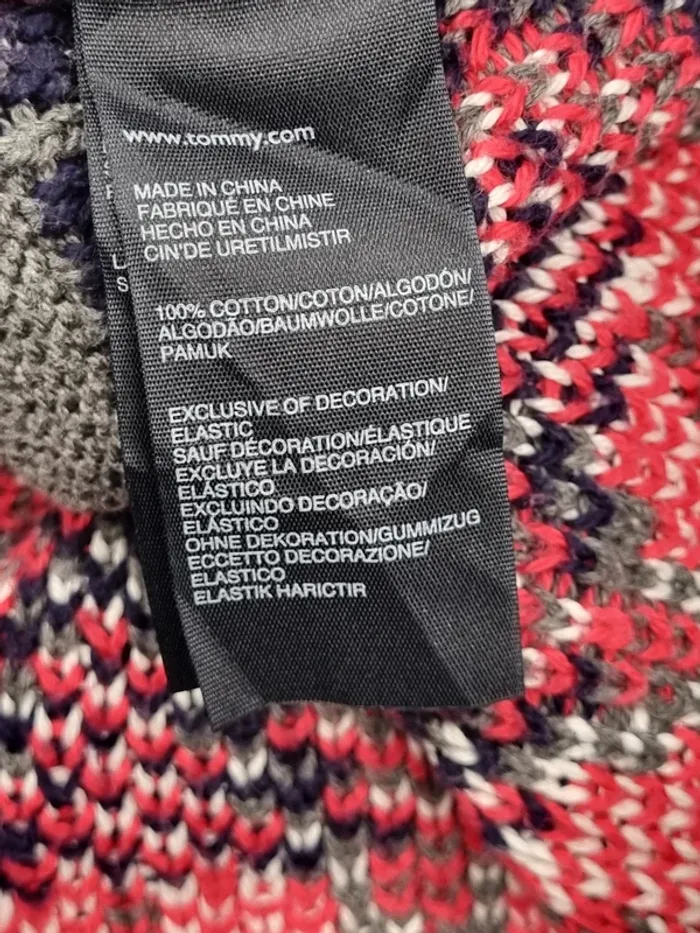 www.tommy.com
MADE IN CHINA
FABRIQUÉ EN CHINE
HECHO EN CHINA
CIN'DE URETILMISTIR
100% COTTON/COTON/ALGODÓN/
ALGODÃO/BAUMWOLLE/COTONE/
PAMUK
EXCLUSIVE OF DECORATION/
ELASTIC
SAUF DÉCORATION/ÉLASTIQUE
EXCLUYE LA DECORACIÓN/
ELÁSTICO
EXCLUINDO DECORAÇÃO/
ELÁSTICO
OHNE DEKORATION/GUMMIZUG
ECCETTO DECORAZIONE/
ELASTICO
ELASTIK HARICTIR